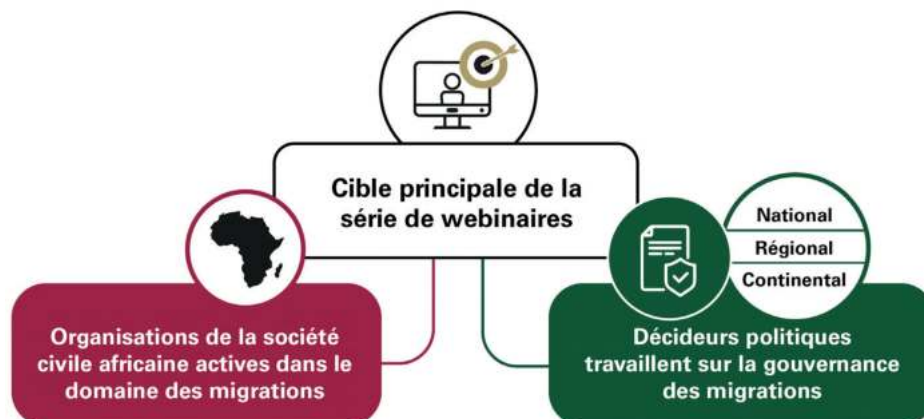 Cible principale de la
série de webinaires
National
Régional
Continental
Organisations de la société
civile africaine actives dans le
domaine des migrations
Décideurs politiques
travaillent sur la gouvernance
des migrations